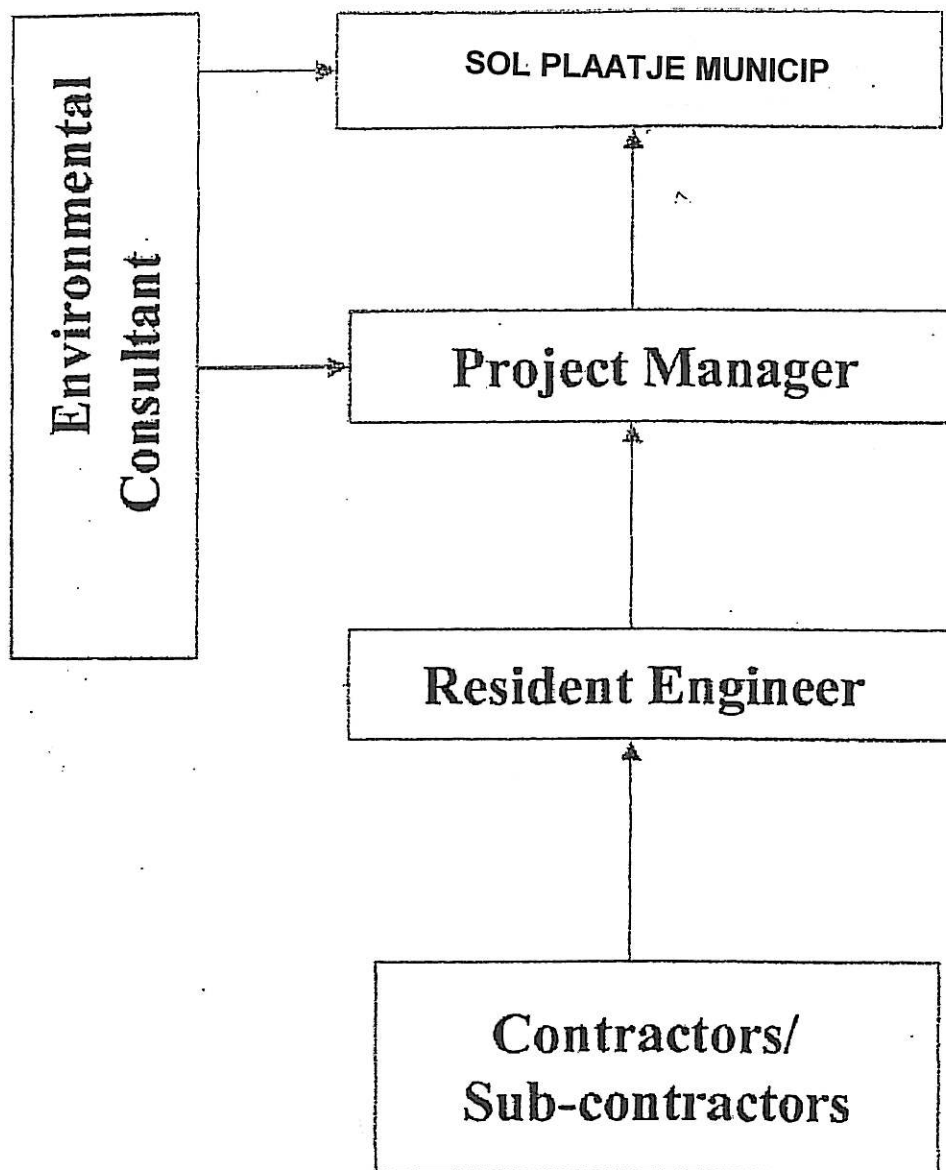 Environmental
Consultant
SOL PLAATJE MUNICIP
Project Manager
Resident Engineer
Contractors/
Sub-contractors